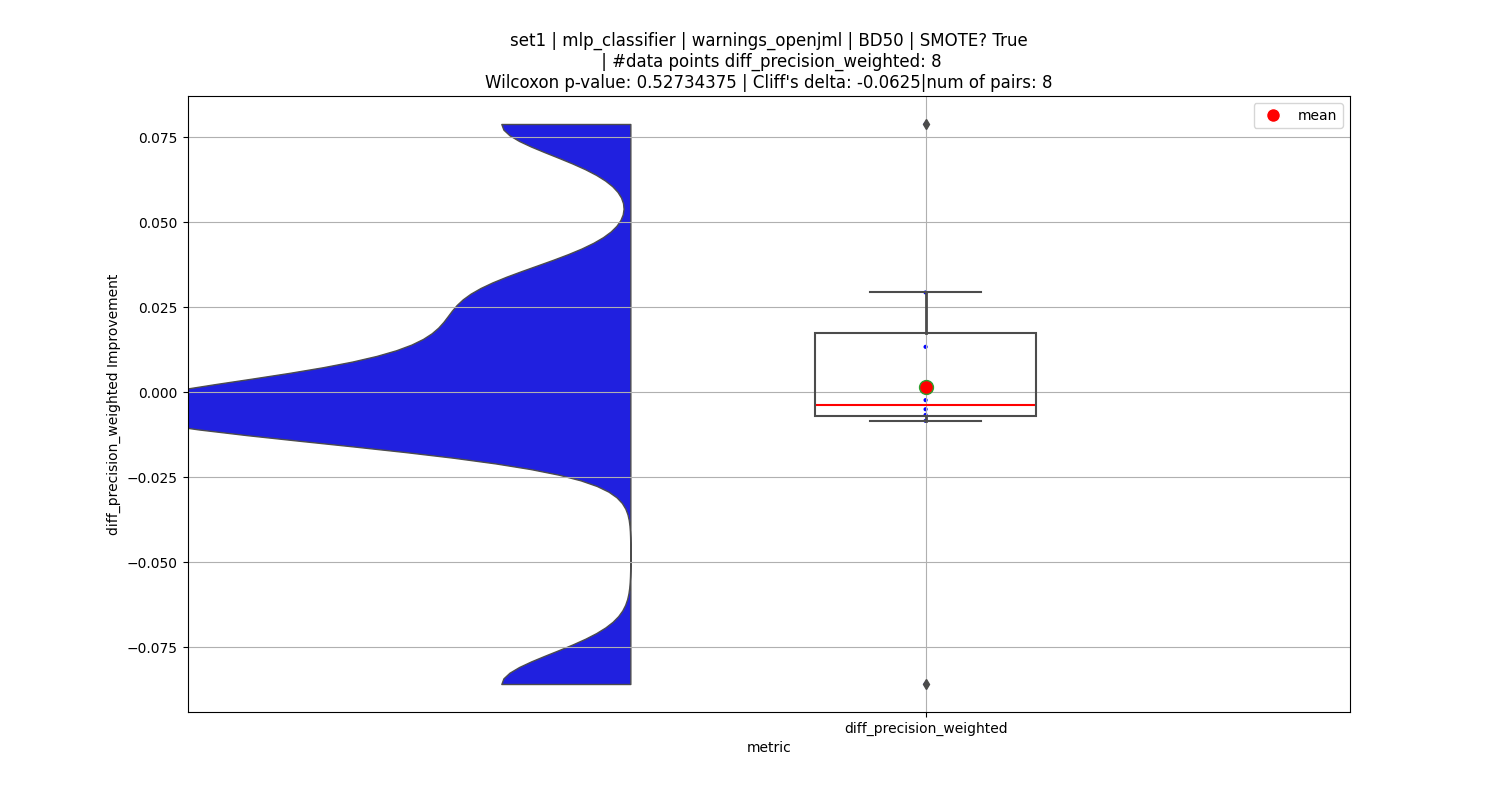 set1 | mlp_classifier | warnings_openjml | BD50 | SMOTE? True
| #data points diff_precision_weighted: 8
Wilcoxon p-value: 0.52734375 | Cliff's delta: -0.0625|num of pairs: 8
mean
0.075
0.050
0.025
0.000
−0.025
−0.050
−0.075
diff_precision_weighted Improvement
diff_precision_weighted
metric